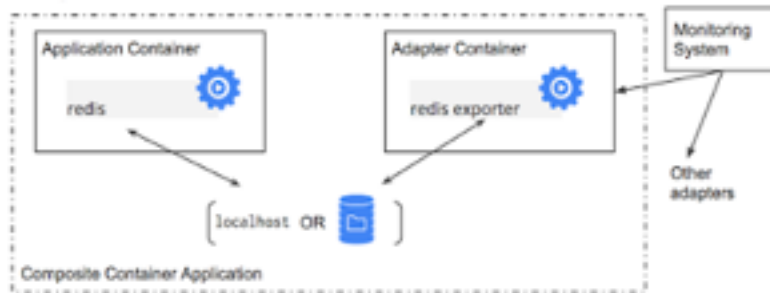 Application Container
redis
Adapter Container
redis exporter
Monitoring
System
Other
adapters
[localhost OR ]
Composite Container Application